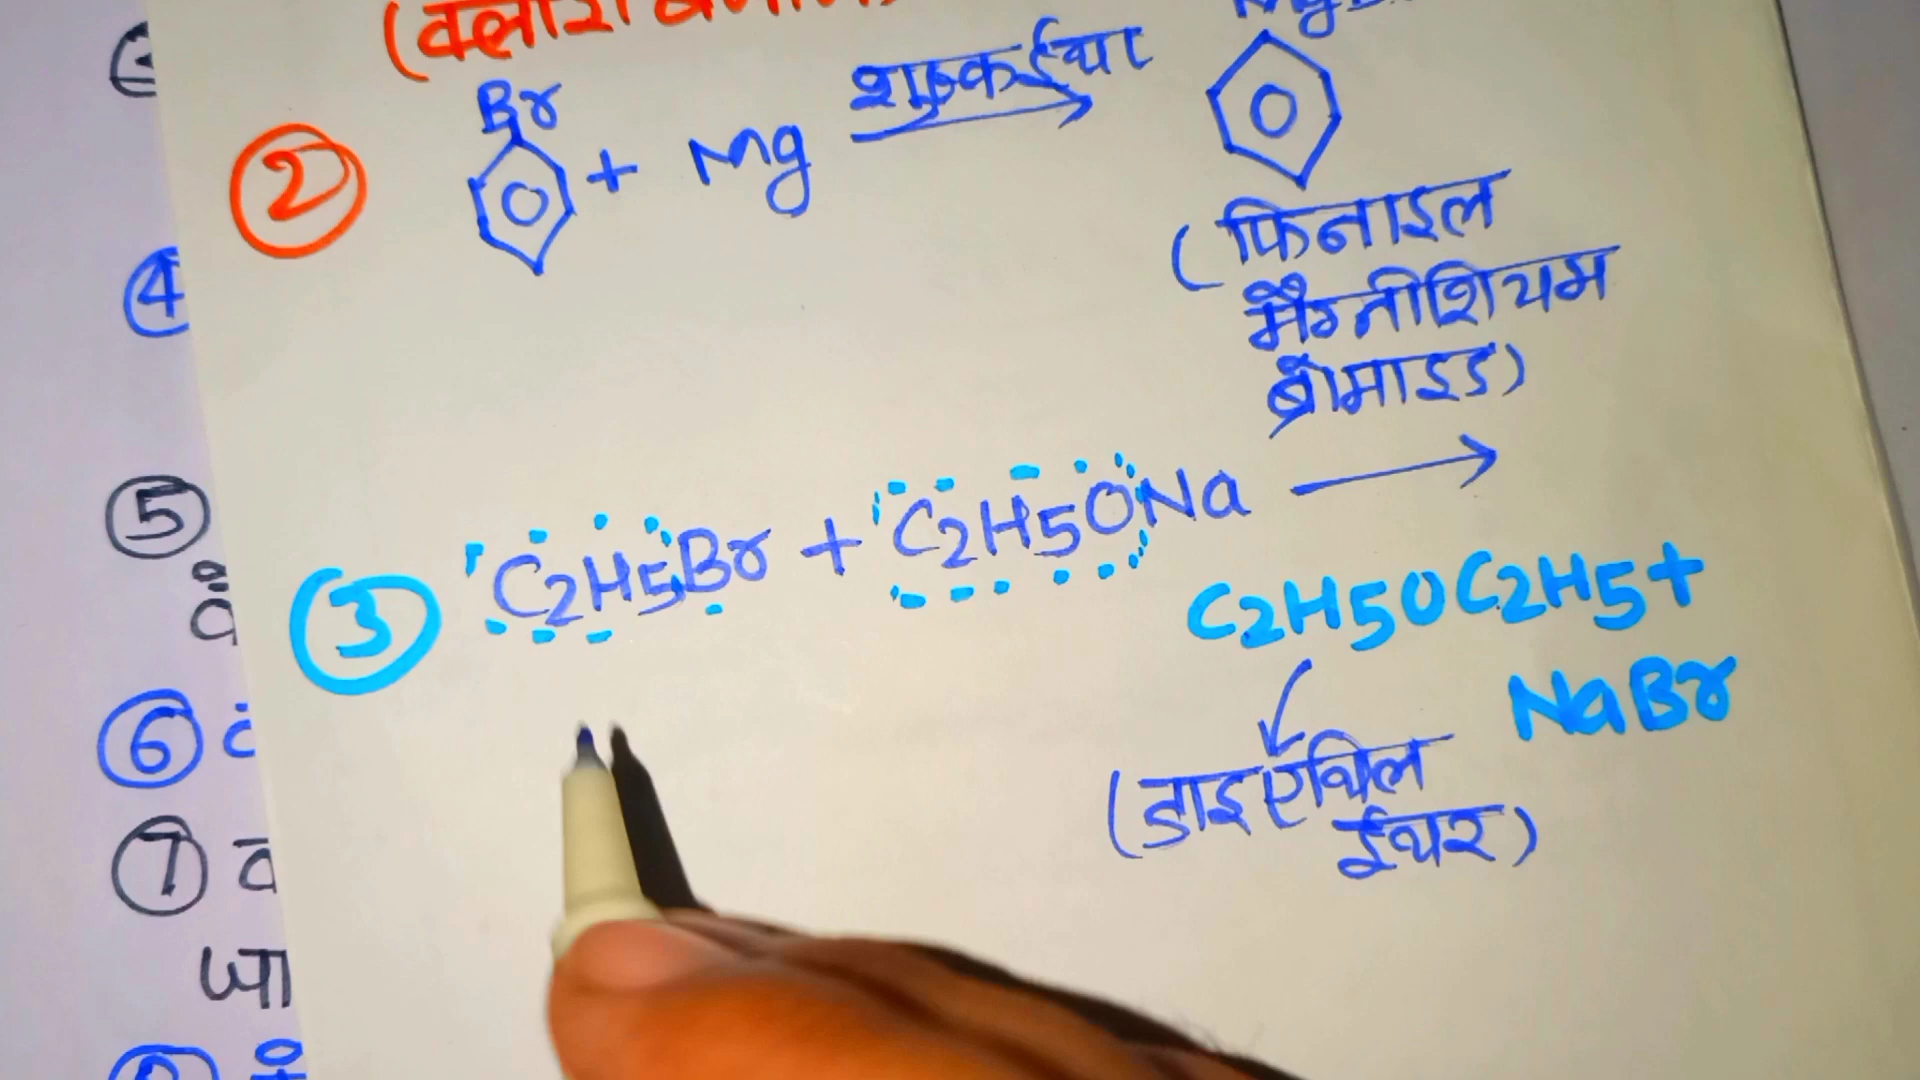 ② Br + Mg शुष्क ईथर
(फिनाइल
मैग्नीशियम
ब्रोमाइड)
③ C2H5Br + C2H5ONa →
C2H5OC2H5+
NaBr
(डाइएथिल
ईथर)
④
⑤
⑥
⑦